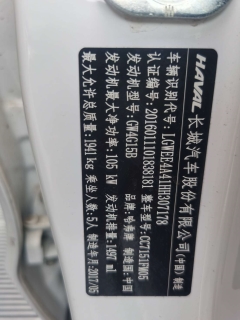 HAVAL 长城汽车股份有限公司(中国)制造
车辆识别代号: LGWEE4A41HH307178
认证编号: 2016011101838181 整车型号: CC7151FM05
发动机型号: GW4G15B 品牌: 哈弗牌 制造国: 中国
发动机最大净功率: 105 kW 发动机排量: 1497 mL
最大允许总质量: 1941 kg 乘坐人数: 5人 制造年月: 2017/05